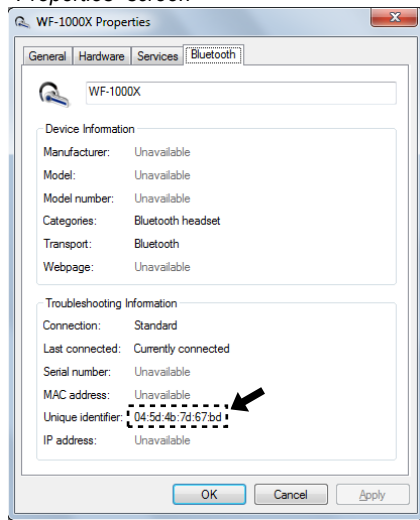 WF-1000X Properties
General Hardware Services Bluetooth
WF-1000X
Device Information
Manufacturer: Unavailable
Model: Unavailable
Model number: Unavailable
Categories: Bluetooth headset
Transport: Bluetooth
Webpage: Unavailable
Troubleshooting Information
Connection: Standard
Last connected: Currently connected
Serial number: Unavailable
MAC address: Unavailable
Unique identifier: 04:5d:4b:7d:67:bd
IP address: Unavailable
OK Cancel Apply